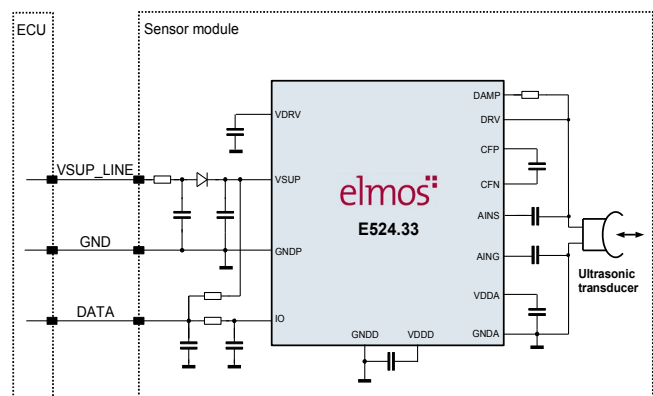 ECU
Sensor module
DAMP
VDRV
DRV
CFP
VSUP_LINE
VSUP
CFN
elmos
E524.33
AINS
GND
GNDP
AING
Ultrasonic
transducer
VDDA
DATA
IO
GNDD
VDDD
GNDA